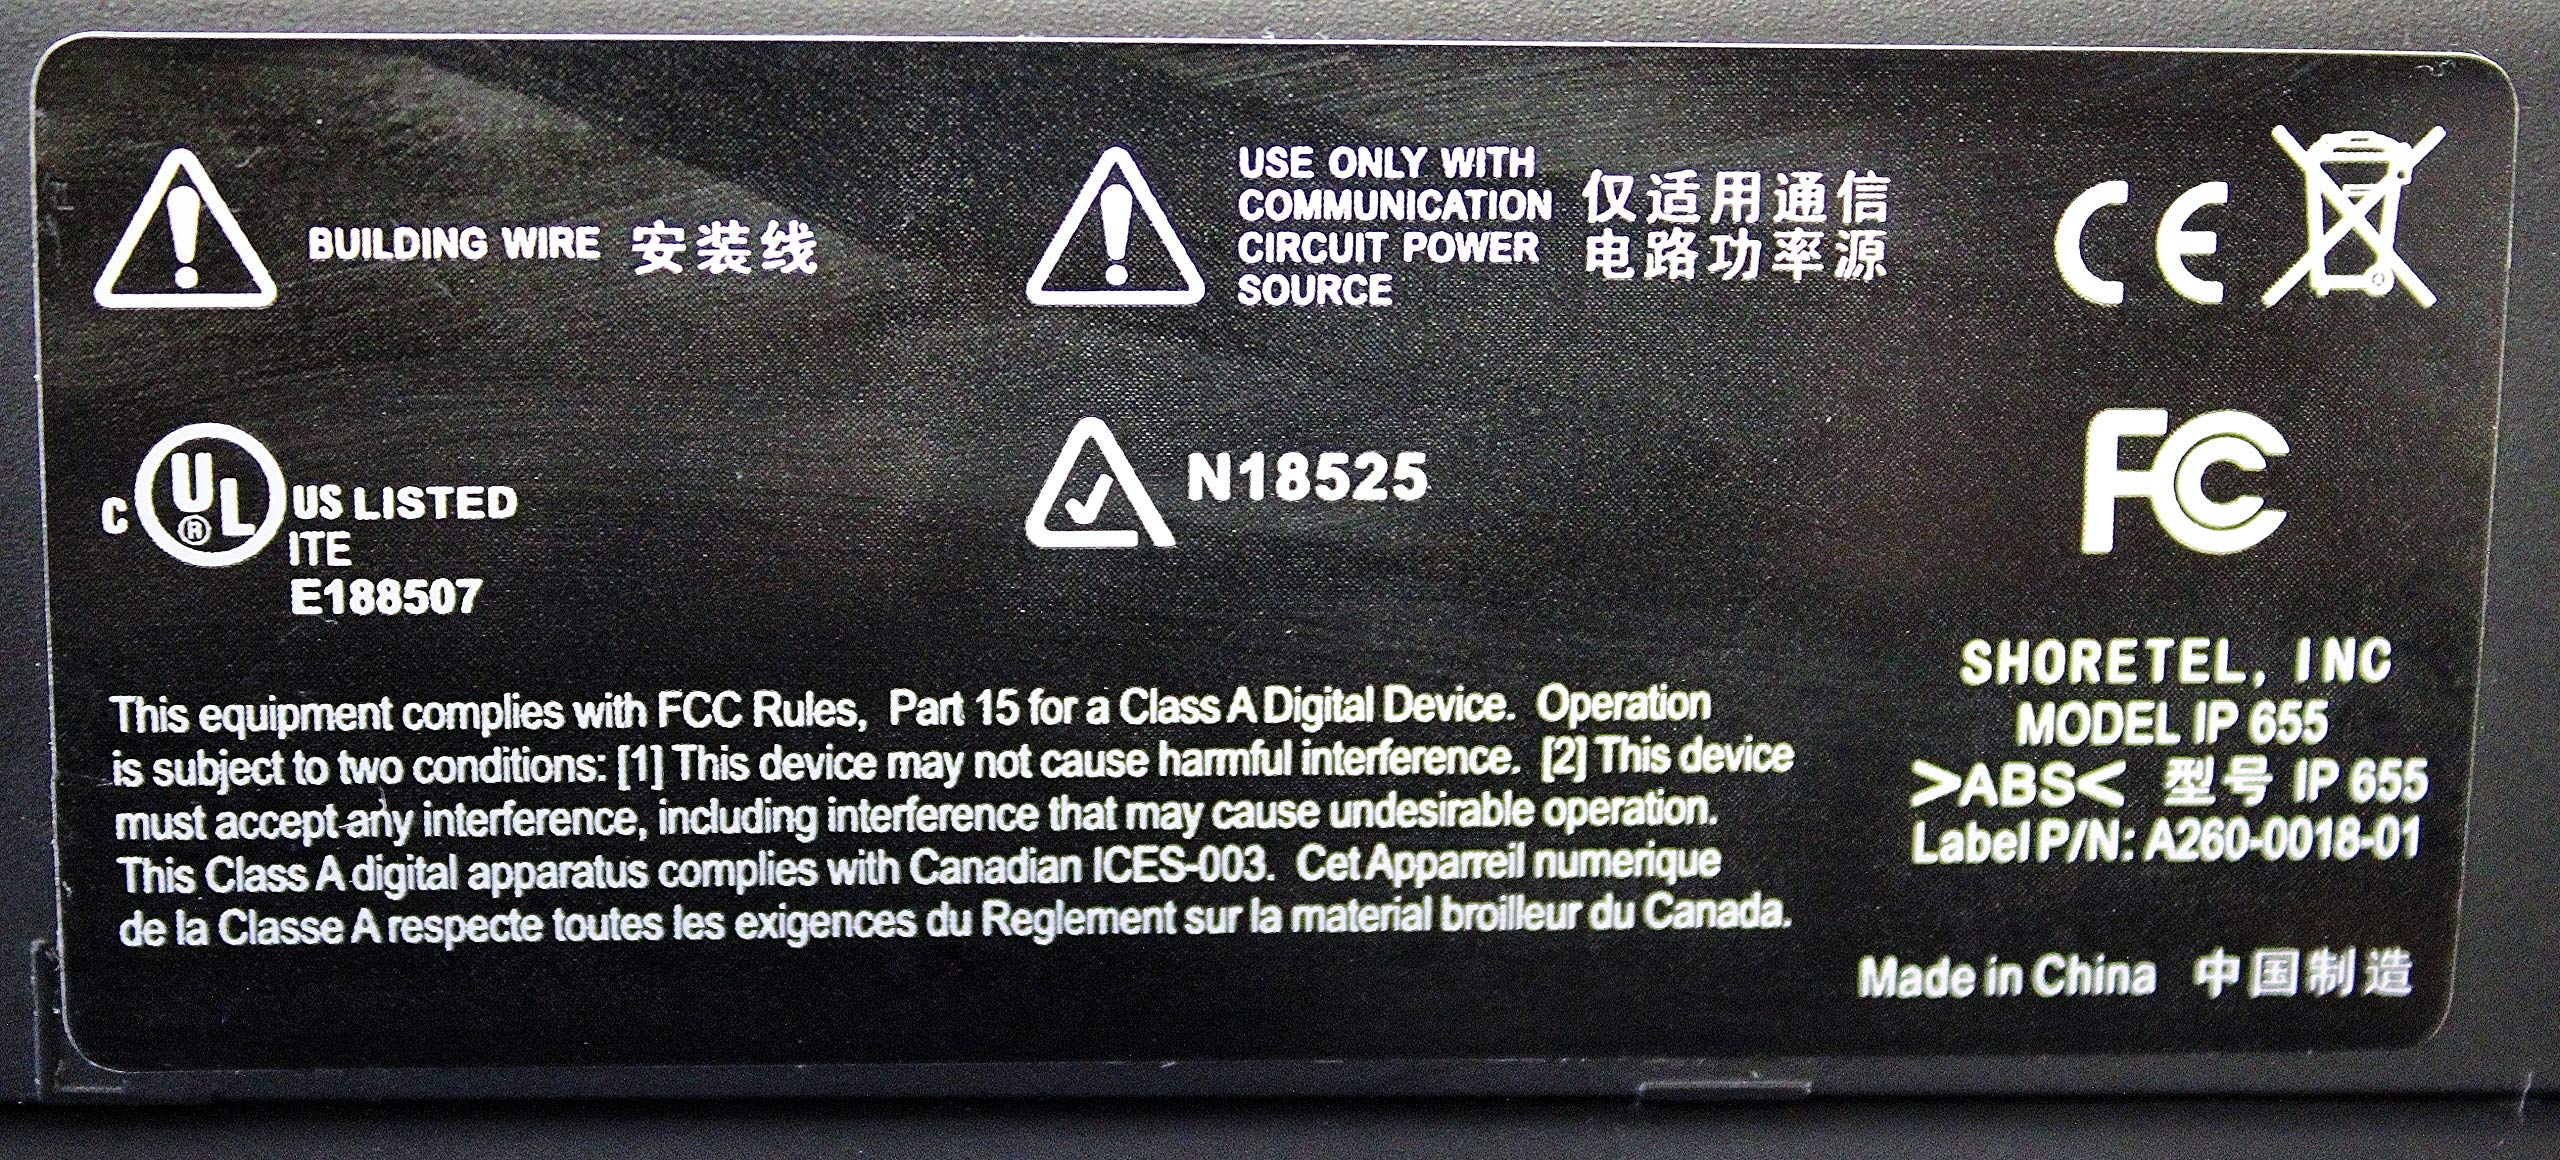 BUILDING WIRE 安装线
USE ONLY WITH
COMMUNICATION
CIRCUIT POWER
SOURCE
仅适用通信
电路功率源
CE
C UL® US LISTED
ITE
E188507
N18525
FC
This equipment complies with FCC Rules, Part 15 for a Class A Digital Device. Operation
is subject to two conditions: [1] This device may not cause harmful interference. [2] This device
must accept any interference, including interference that may cause undesirable operation.
This Class A digital apparatus complies with Canadian ICES-003. Cet Apparreil numerique
de la Classe A respecte toutes les exigences du Reglement sur la material broilleur du Canada.
SHORETEL, INC
MODEL IP 655
>ABS< 型号 IP 655
Label P/N: A260-0018-01
Made in China 中国制造